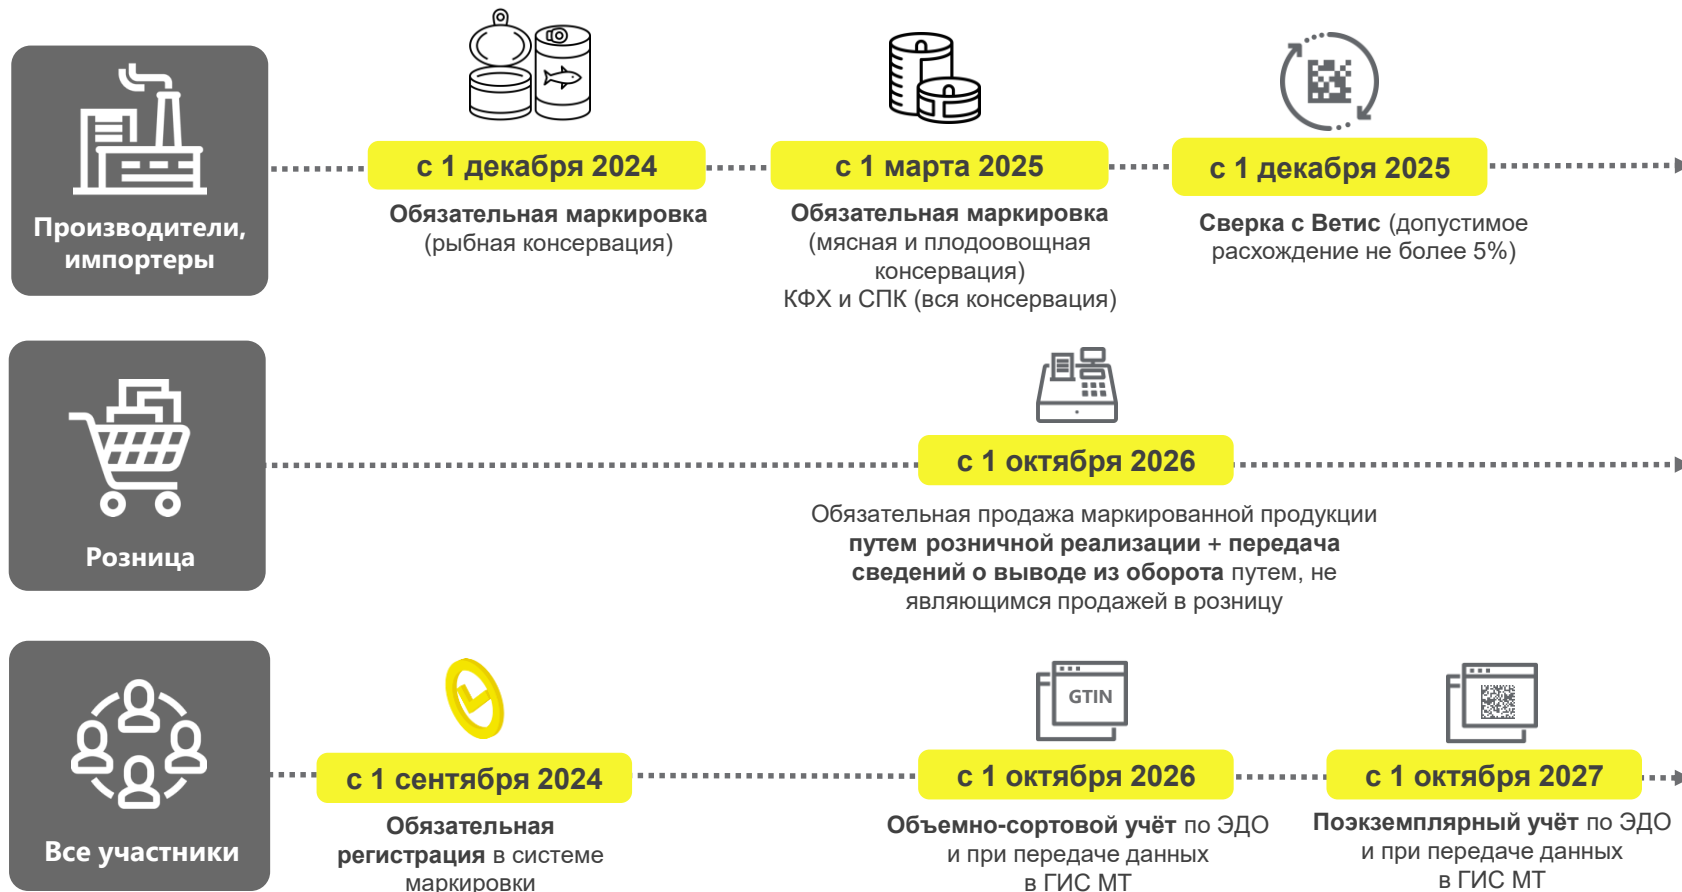 Производители,
импортеры
с 1 декабря 2024
Обязательная маркировка
(рыбная консервация)
с 1 марта 2025
Обязательная маркировка
(мясная и плодоовощная
консервация)
КФХ и СПК (вся консервация)
с 1 декабря 2025
Сверка с Ветис (допустимое
расхождение не более 5%)
Розница
с 1 октября 2026
Обязательная продажа маркированной продукции
путем розничной реализации + передача
сведений о выводе из оборота путем, не
являющимся продажей в розницу
Все участники
с 1 сентября 2024
Обязательная
регистрация в системе
маркировки
GTIN
с 1 октября 2026
Объемно-сортовой учёт по ЭДО
и при передаче данных
в ГИС МТ
с 1 октября 2027
Поэкземплярный учёт по ЭДО
и при передаче данных
в ГИС МТ